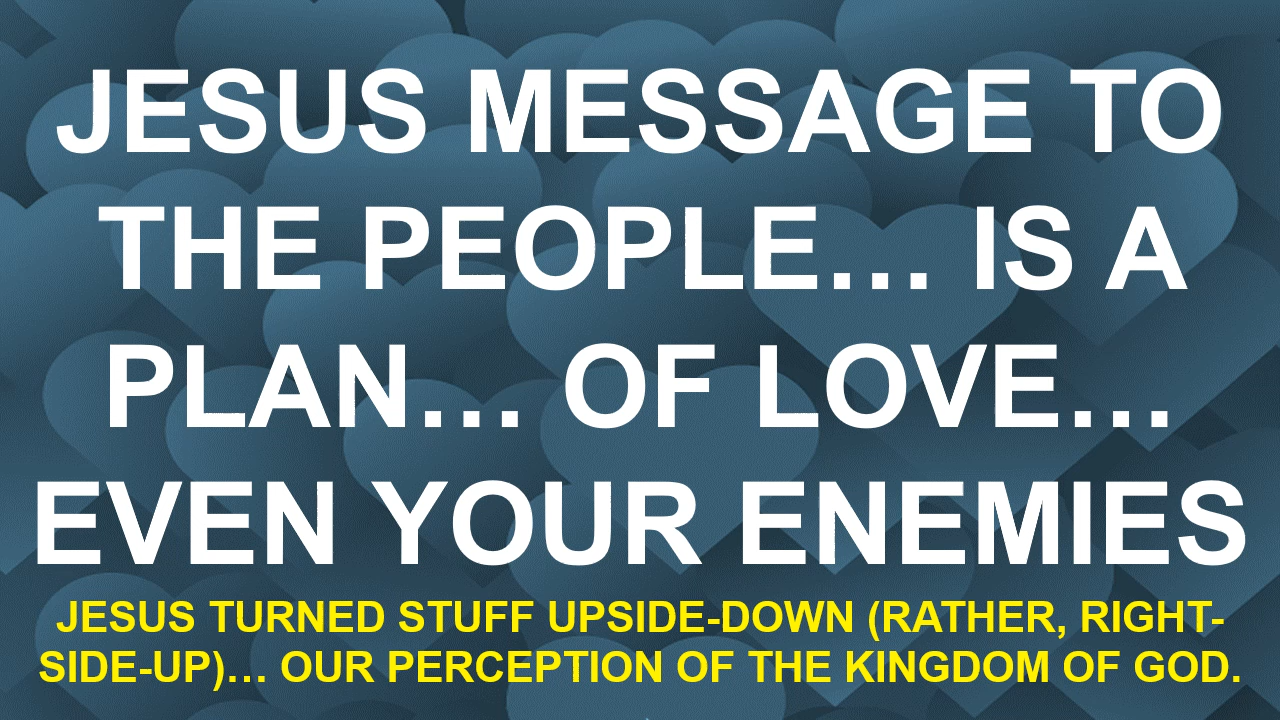 JESUS MESSAGE TO
THE PEOPLE… IS A
PLAN… OF LOVE…
EVEN YOUR ENEMIES
JESUS TURNED STUFF UPSIDE-DOWN (RATHER, RIGHT-
SIDE-UP)… OUR PERCEPTION OF THE KINGDOM OF GOD.